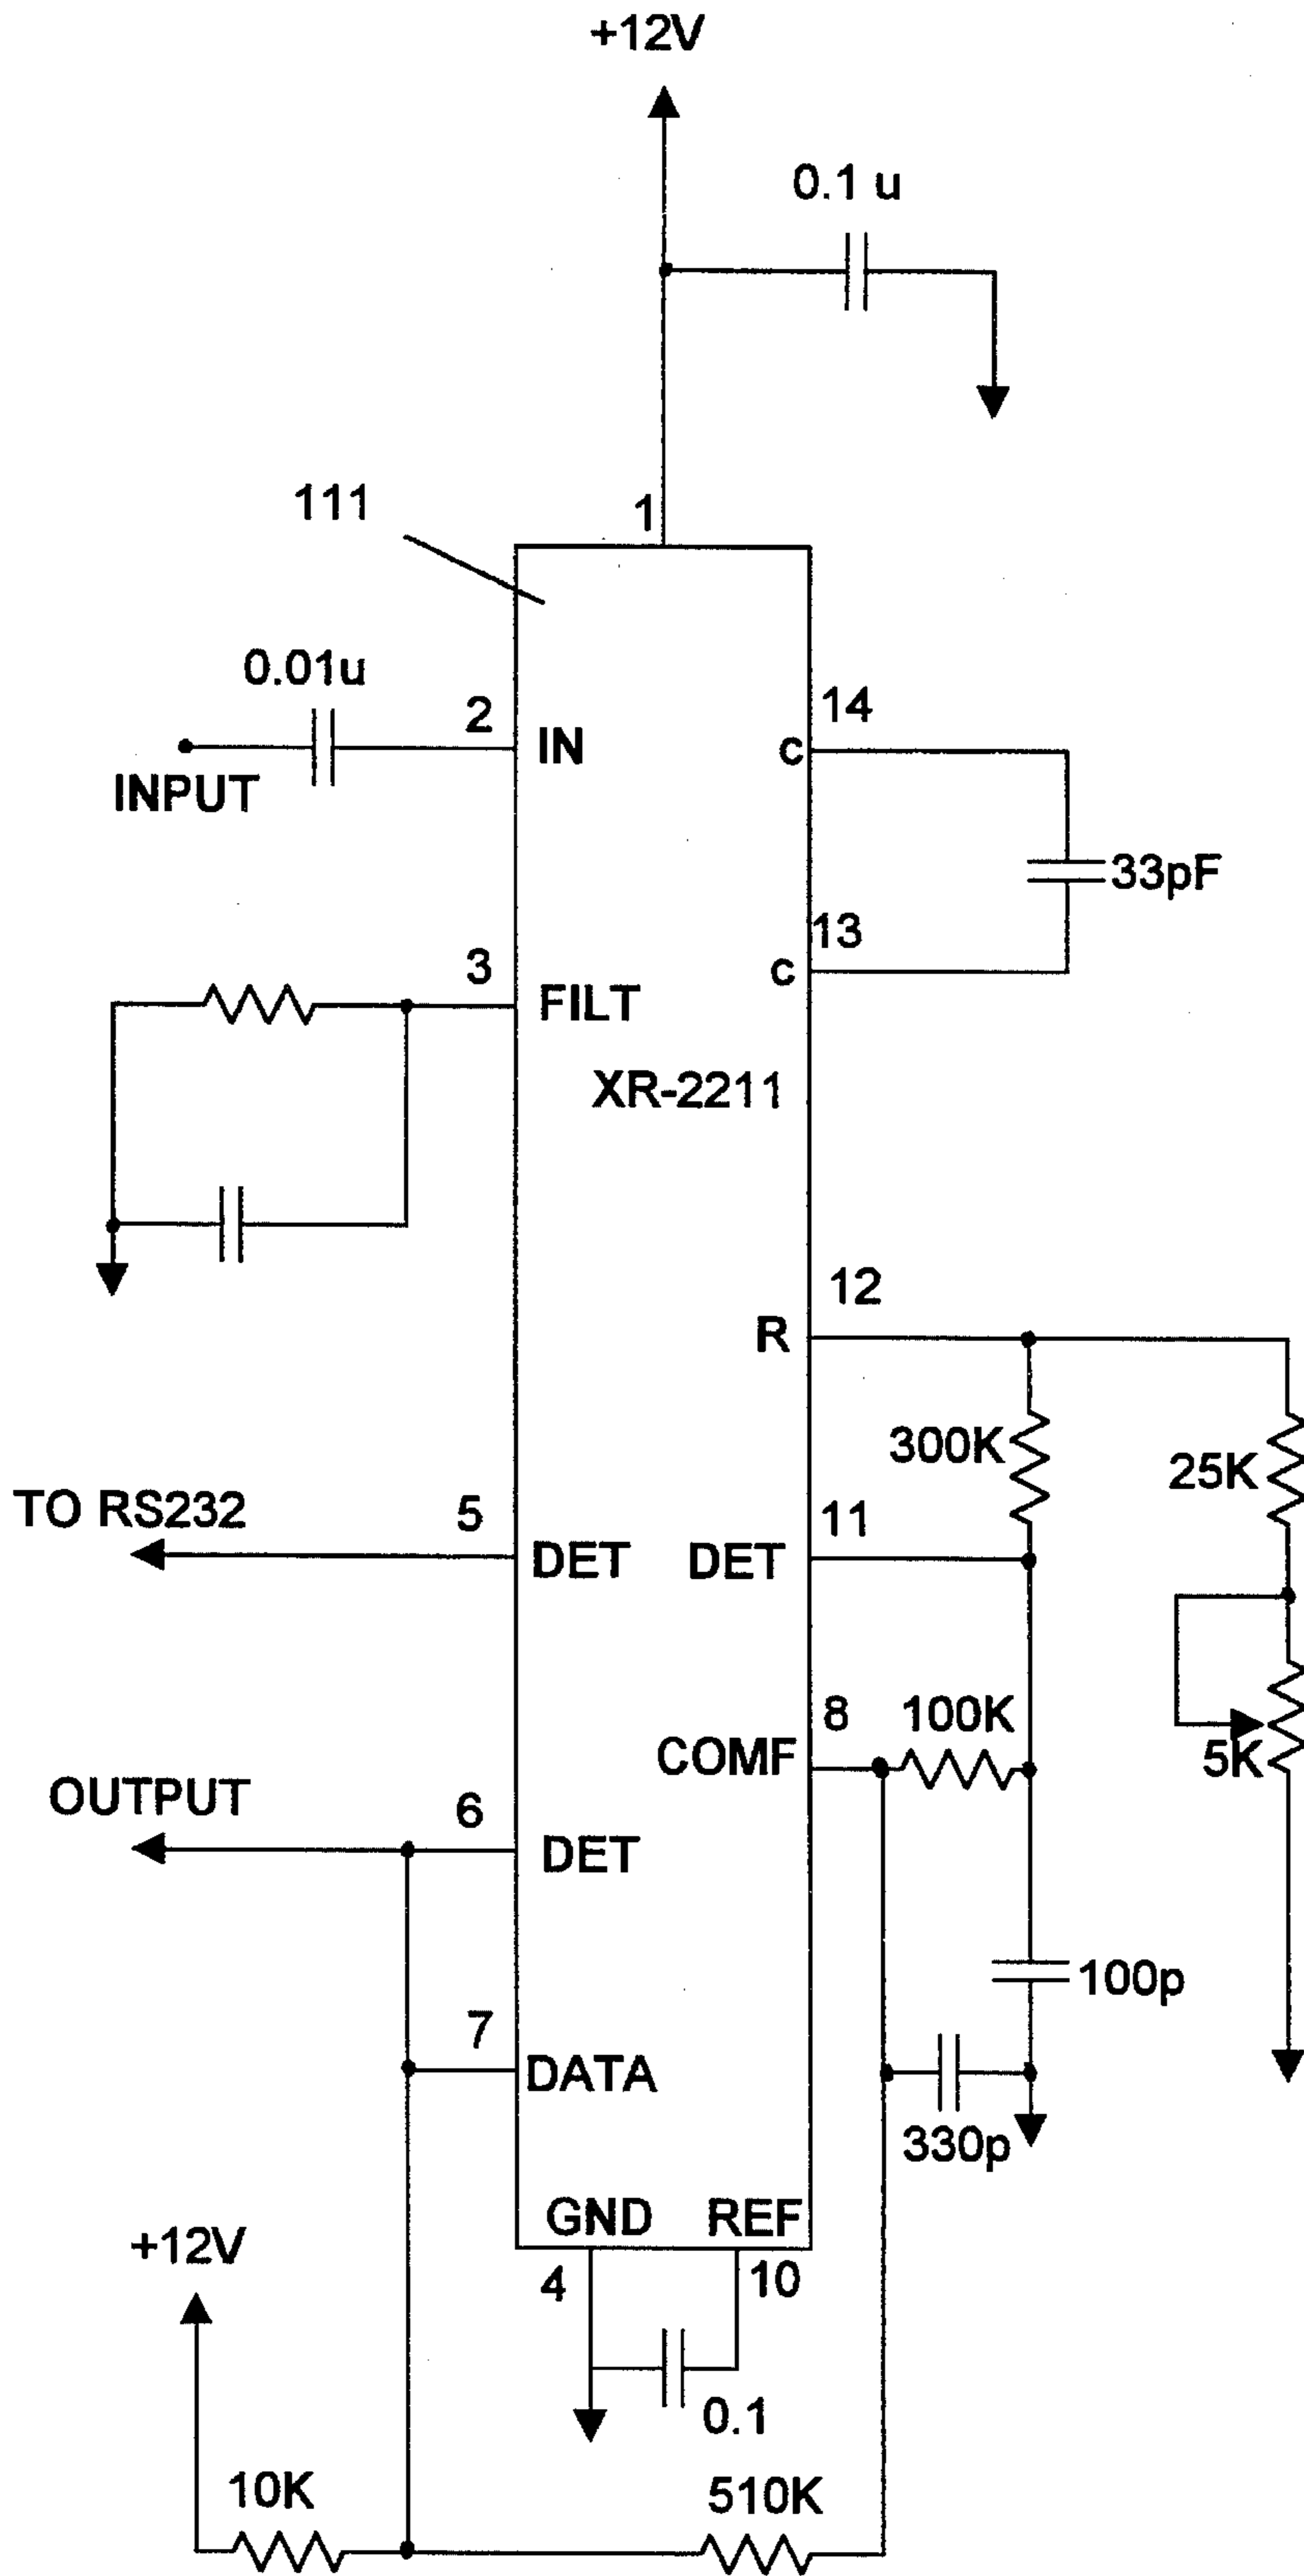 +12V
0.1 u
111
1
0.01u
2
IN
INPUT
14
c
33pF
13
c
3
FILT
XR-2211
12
R
300K
25K
TO RS232
5
DET
11
DET
8
100K
COMF
5K
OUTPUT
6
DET
100p
7
DATA
330p
GND
REF
+12V
4
10
0.1
10K
510K